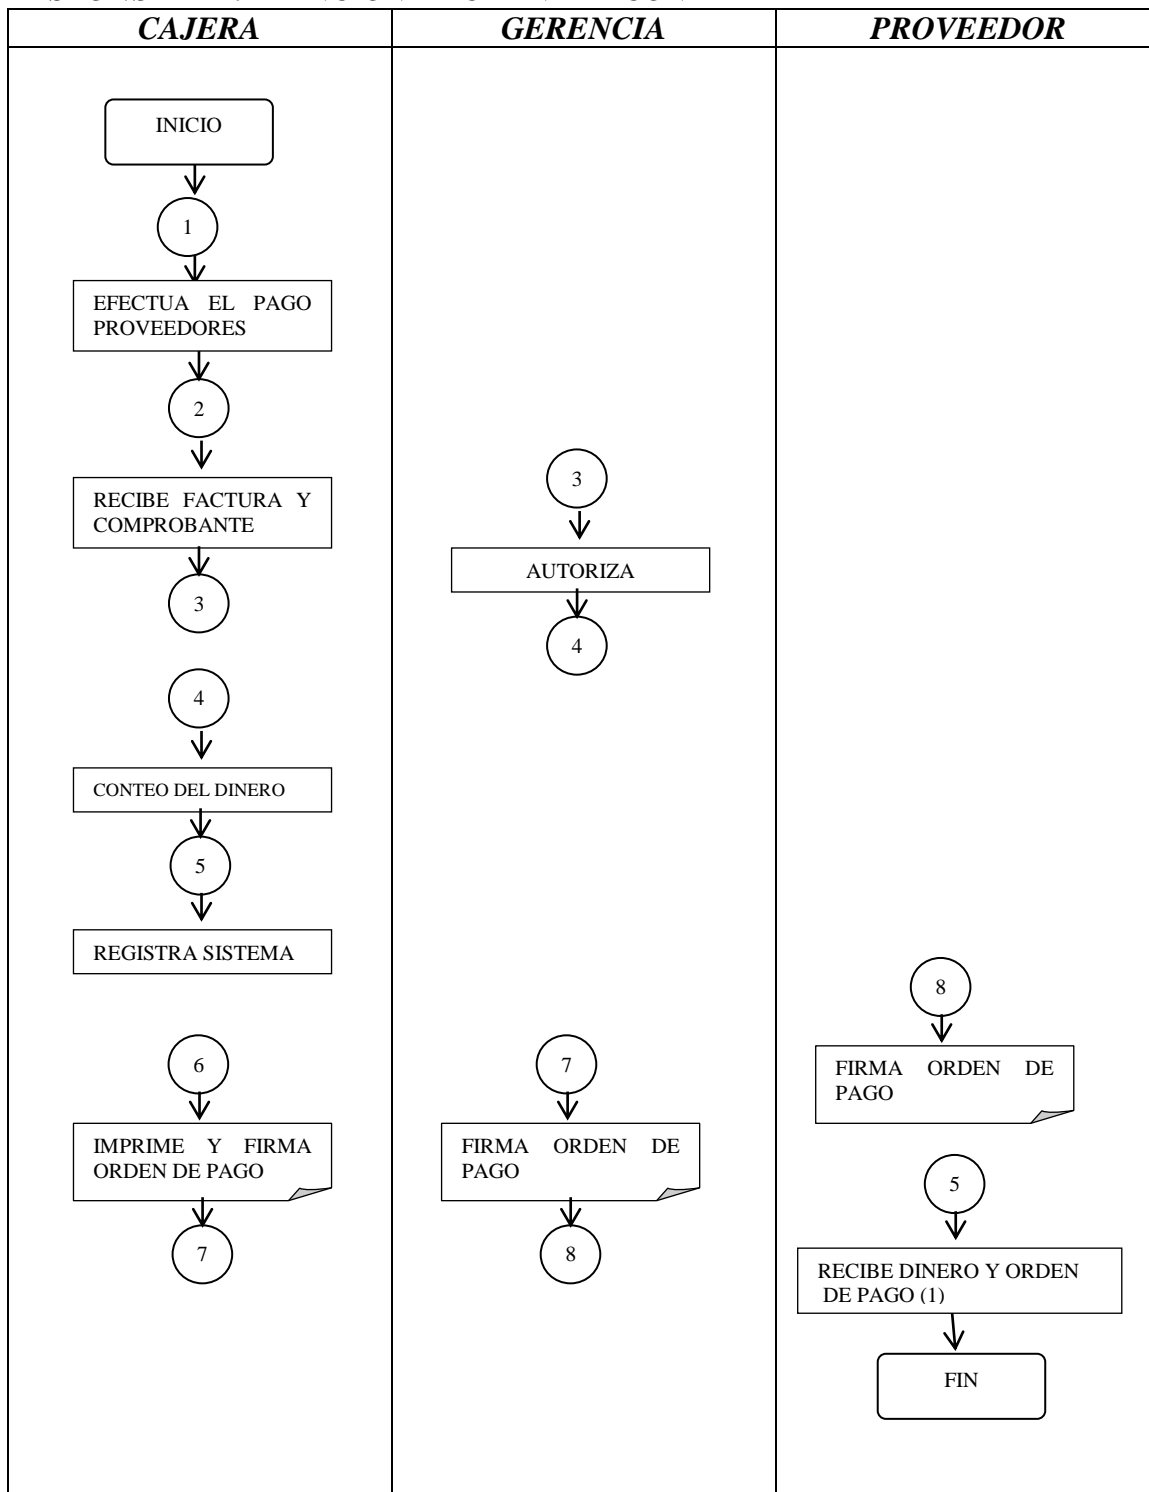 CAJERA
GERENCIA
PROVEEDOR
INICIO
1
EFECTUA EL PAGO
PROVEEDORES
2
RECIBE FACTURA Y
COMPROBANTE
3
4
CONTEO DEL DINERO
5
REGISTRA SISTEMA
6
IMPRIME Y FIRMA
ORDEN DE PAGO
7
3
AUTORIZA
4
7
FIRMA ORDEN DE
PAGO
8
8
FIRMA ORDEN DE
PAGO
5
RECIBE DINERO Y ORDEN
DE PAGO (1)
FIN